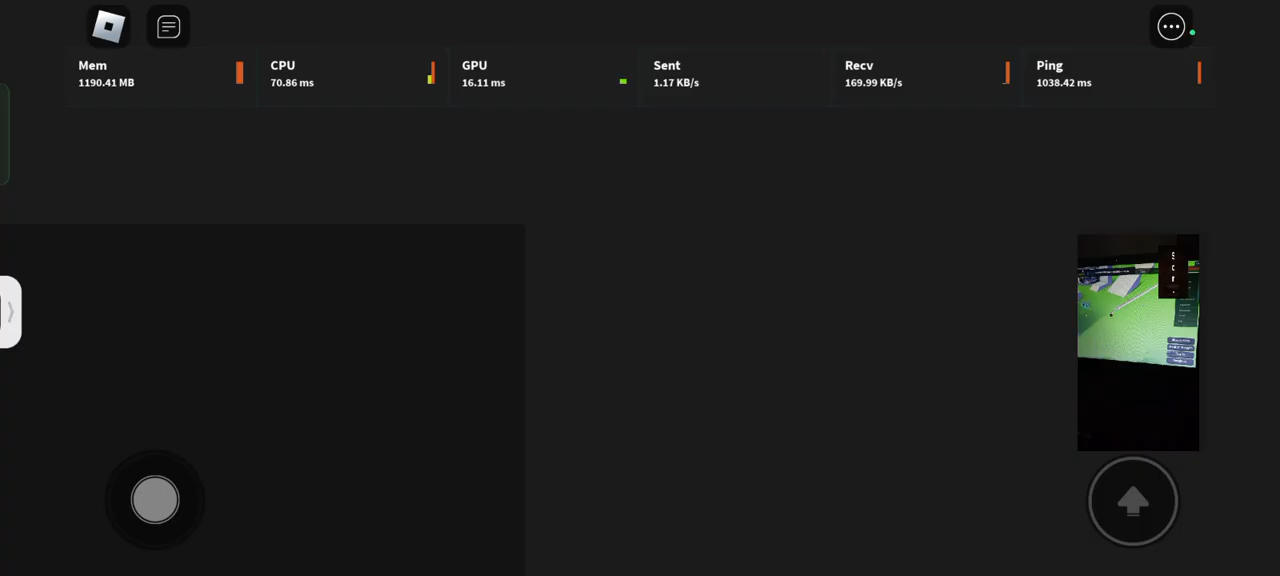 Mem
1190.41 MB
CPU
70.86 ms
GPU
16.11 ms
Sent
1.17 KB/s
Recv
169.99 KB/s
Ping
1038.42 ms